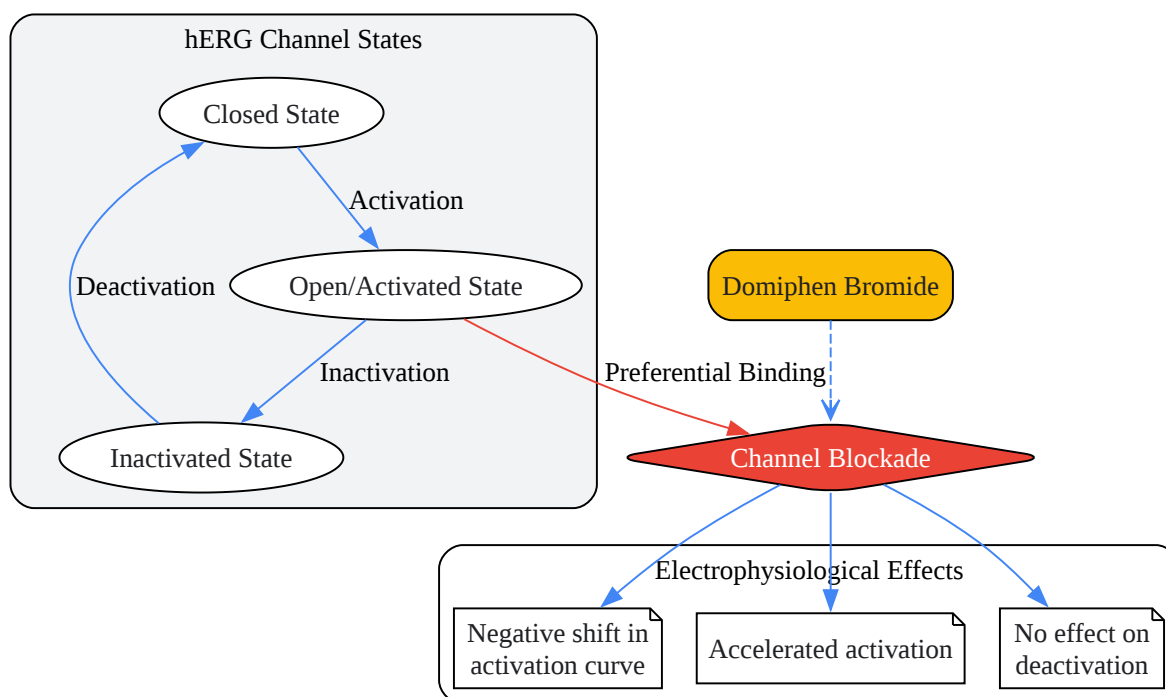 hERG Channel States
Closed State
Activation
Deactivation
Open/Activated State
Domiphen Bromide
Inactivation
Preferential Binding
Inactivated State
Channel Blockade
Electrophysiological Effects
Negative shift in
activation curve
Accelerated activation
No effect on
deactivation